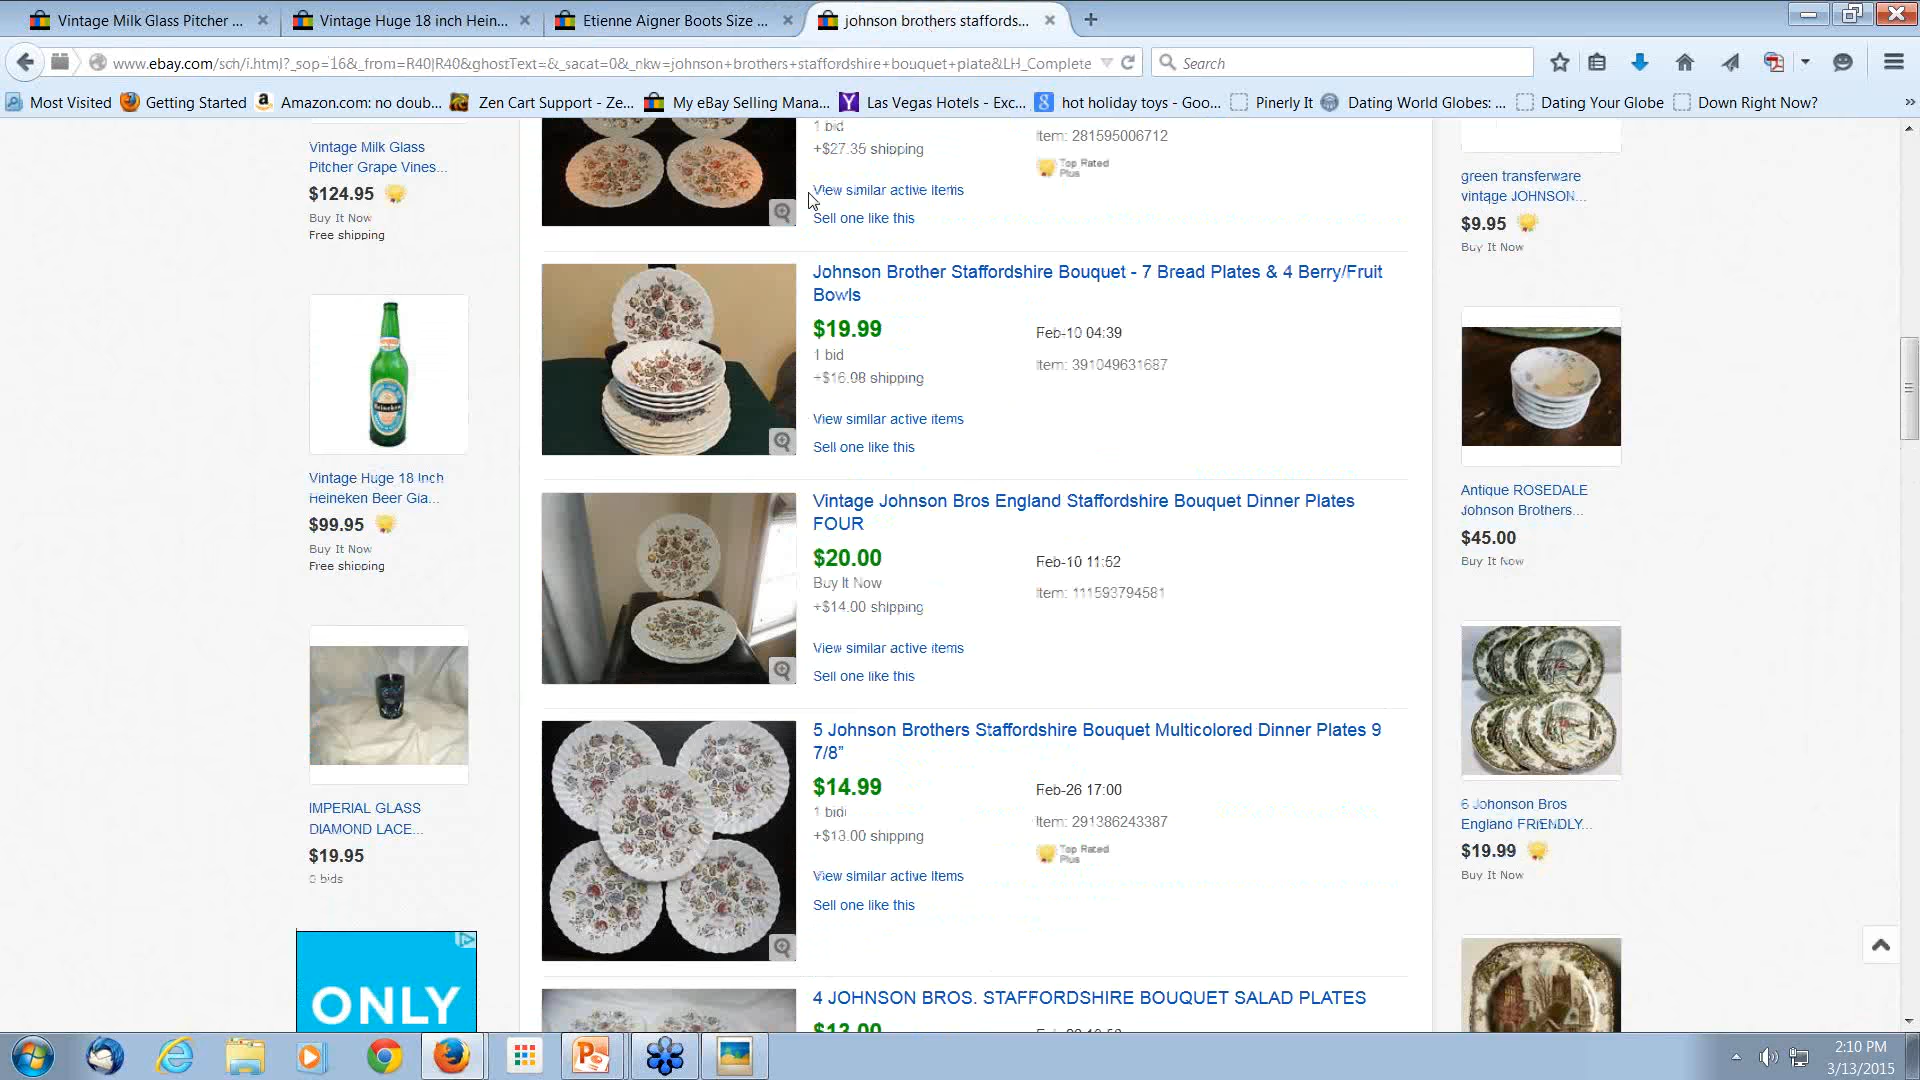 Vintage Milk Glass Pitcher ...
Vintage Huge 18 inch Hein...
Etienne Aigner Boots Size ...
johnson brothers staffords...
www.ebay.com/sch/i.html?_sop=16&_from=R40|R40&ghostText=&_sacat=0&_nkw=johnson+brothers+staffordshire+bouquet+plate&LH_Complete
Search
Most Visited
Getting Started
Amazon.com: no doub...
Zen Cart Support - Ze...
My eBay Selling Mana...
Las Vegas Hotels - Exc...
hot holiday toys - Goo...
Pinerly It
Dating World Globes: ...
Dating Your Globe
Down Right Now?
Vintage Milk Glass
Pitcher Grape Vines...
$124.95
Buy It Now
Free shipping
Vintage Huge 18 Inch
Heineken Beer Gla...
$99.95
Buy It Now
Free shipping
IMPERIAL GLASS
DIAMOND LACE...
$19.95
0 bids
ONLY
1 bid
+$27.35 shipping
Item: 281595006712
Top Rated
Plus
View similar active items
Sell one like this
Johnson Brother Staffordshire Bouquet - 7 Bread Plates & 4 Berry/Fruit
Bowls
$19.99
Feb-10 04:39
1 bid
Item: 391049631687
+$16.08 shipping
View similar active items
Sell one like this
Vintage Johnson Bros England Staffordshire Bouquet Dinner Plates
FOUR
$20.00
Feb-10 11:52
Buy It Now
Item: 111593794581
+$14.00 shipping
View similar active items
Sell one like this
5 Johnson Brothers Staffordshire Bouquet Multicolored Dinner Plates 9
7/8”
$14.99
Feb-26 17:00
1 bid
Item: 291386243387
+$13.00 shipping
Top Rated
Plus
View similar active items
Sell one like this
4 JOHNSON BROS. STAFFORDSHIRE BOUQUET SALAD PLATES
$13.00
green transferware
vintage JOHNSON...
$9.95
Buy It Now
Antique ROSEDALE
Johnson Brothers...
$45.00
Buy It Now
6 Johonson Bros
England FRIENDLY...
$19.99
Buy It Now
2:10 PM
3/13/2015